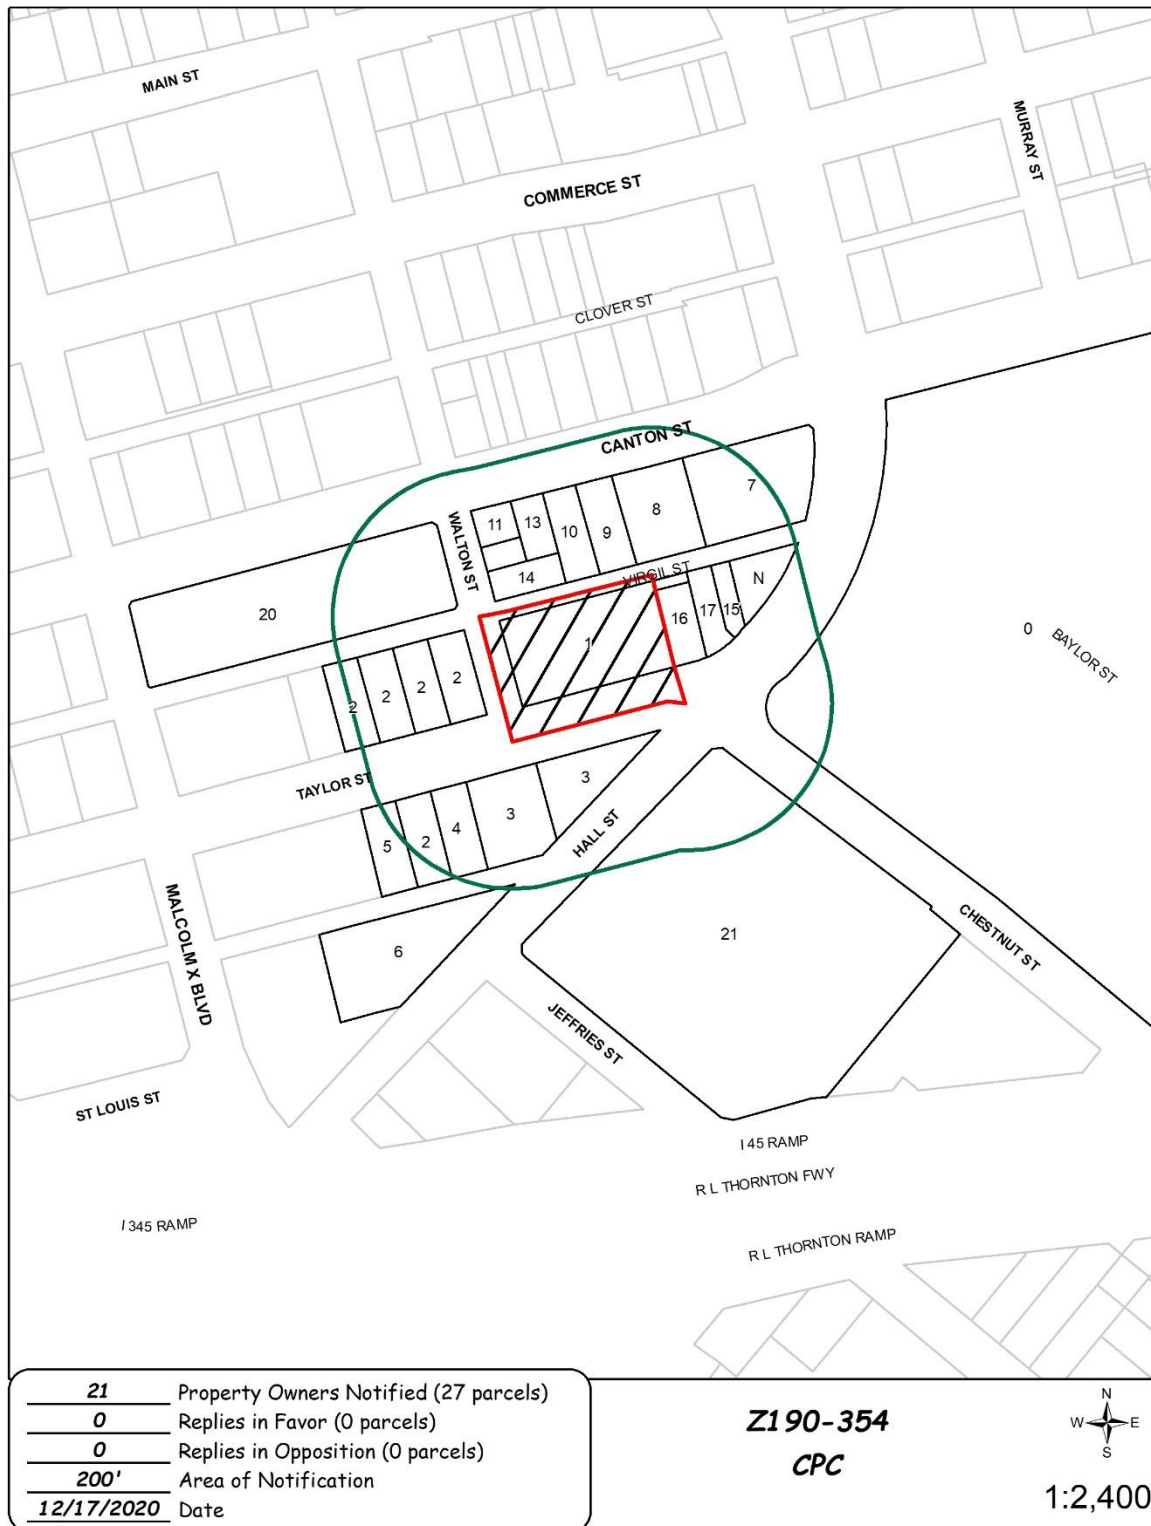 MAIN ST
MURRAY ST
COMMERCE ST
CLOVER ST
CANTON ST
WALTON ST
7
8
11
13
10
9
14
VIRGIL ST
N
20
1
16
17
15
0
BAYLOR ST
2
2
2
2
TAYLOR ST
3
3
5
2
4
HALL ST
MALCOLM X BLVD
6
21
CHESTNUT ST
JEFFRIES ST
ST LOUIS ST
I 45 RAMP
R L THORNTON FWY
I 345 RAMP
R L THORNTON RAMP
21 Property Owners Notified (27 parcels)
0 Replies in Favor (0 parcels)
0 Replies in Opposition (0 parcels)
200' Area of Notification
12/17/2020 Date
Z190-354
CPC
N
W E
S
1:2,400